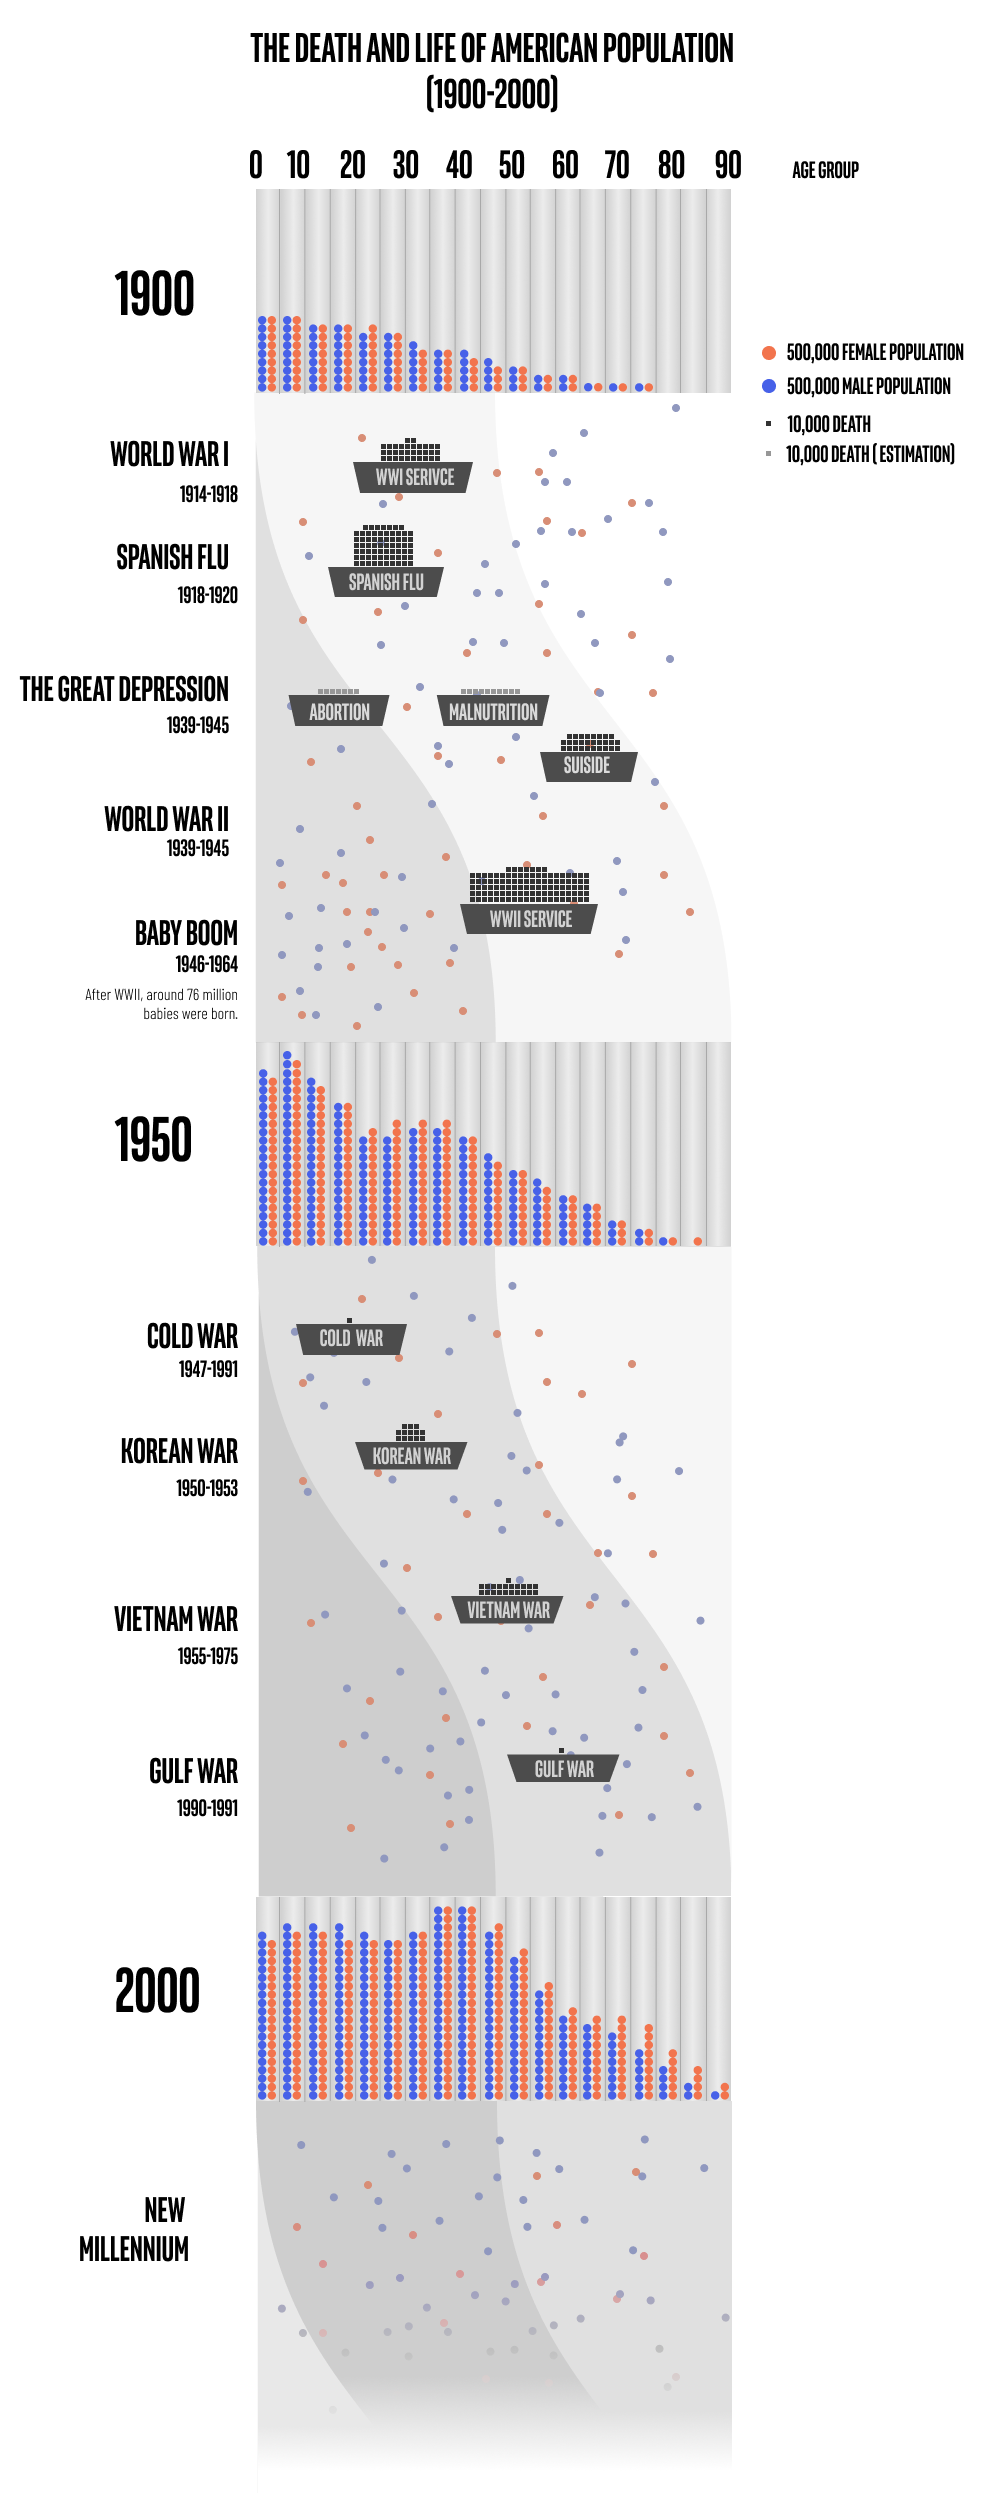 THE DEATH AND LIFE OF AMERICAN POPULATION
(1900-2000)
0 10 20 30 40 50 60 70 80 90 AGE GROUP
1900
500,000 FEMALE POPULATION
500,000 MALE POPULATION
10,000 DEATH
10,000 DEATH ( ESTIMATION)
WORLD WAR I
1914-1918
WWI SERIVCE
SPANISH FLU
1918-1920
SPANISH FLU
THE GREAT DEPRESSION
1939-1945
ABORTION
MALNUTRITION
SUISIDE
WORLD WAR II
1939-1945
WWII SERVICE
BABY BOOM
1946-1964
After WWII, around 76 million
babies were born.
1950
COLD WAR
1947-1991
COLD WAR
KOREAN WAR
1950-1953
KOREAN WAR
VIETNAM WAR
1955-1975
VIETNAM WAR
GULF WAR
1990-1991
GULF WAR
2000
NEW
MILLENNIUM